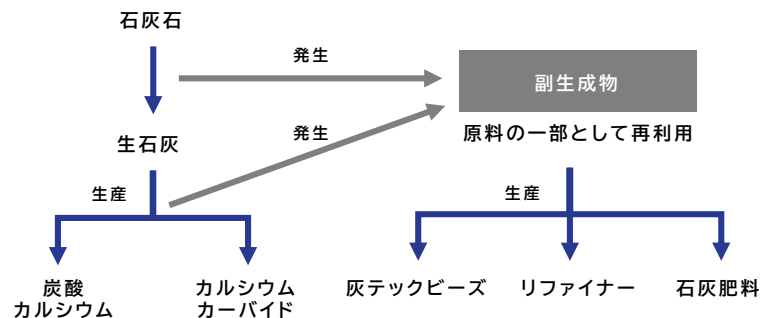 石灰石
発生
副生成物
発生
原料の一部として再利用
生石灰
生産
生産
炭酸
カルシウム
カルシウム
カーバイド
灰テックビーズ
リファイナー
石灰肥料